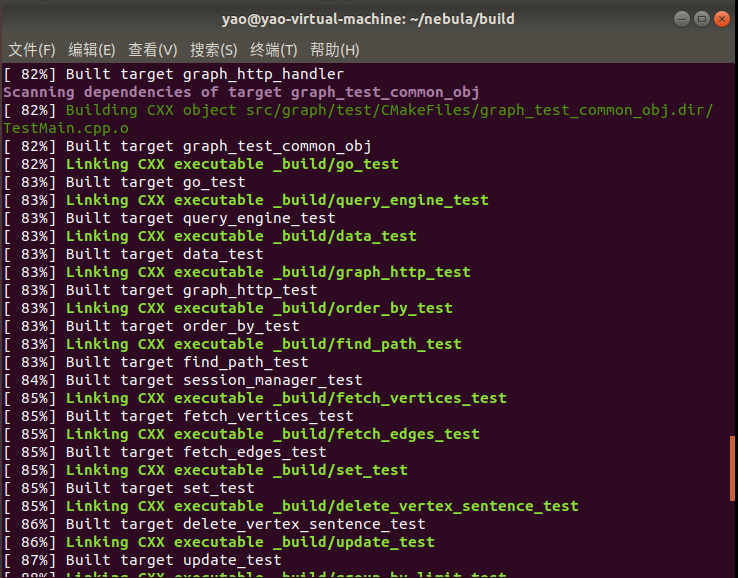 yao@yao-virtual-machine: ~/nebula/build
文件(F) 编辑(E) 查看(V) 搜索(S) 终端(T) 帮助(H)
[ 82%] Built target graph_http_handler
Scanning dependencies of target graph_test_common_obj
[ 82%] Building CXX object src/graph/test/CMakeFiles/graph_test_common_obj.dir/
TestMain.cpp.o
[ 82%] Built target graph_test_common_obj
[ 82%] Linking CXX executable _build/go_test
[ 83%] Built target go_test
[ 83%] Linking CXX executable _build/query_engine_test
[ 83%] Built target query_engine_test
[ 83%] Linking CXX executable _build/data_test
[ 83%] Built target data_test
[ 83%] Linking CXX executable _build/graph_http_test
[ 83%] Built target graph_http_test
[ 83%] Linking CXX executable _build/order_by_test
[ 83%] Built target order_by_test
[ 83%] Linking CXX executable _build/find_path_test
[ 83%] Built target find_path_test
[ 84%] Built target session_manager_test
[ 85%] Linking CXX executable _build/fetch_vertices_test
[ 85%] Built target fetch_vertices_test
[ 85%] Linking CXX executable _build/fetch_edges_test
[ 85%] Built target fetch_edges_test
[ 85%] Linking CXX executable _build/set_test
[ 85%] Built target set_test
[ 85%] Linking CXX executable _build/delete_vertex_sentence_test
[ 86%] Built target delete_vertex_sentence_test
[ 86%] Linking CXX executable _build/update_test
[ 87%] Built target update_test
[ 88%] Linking CXX executable _build/group_by_limit_test